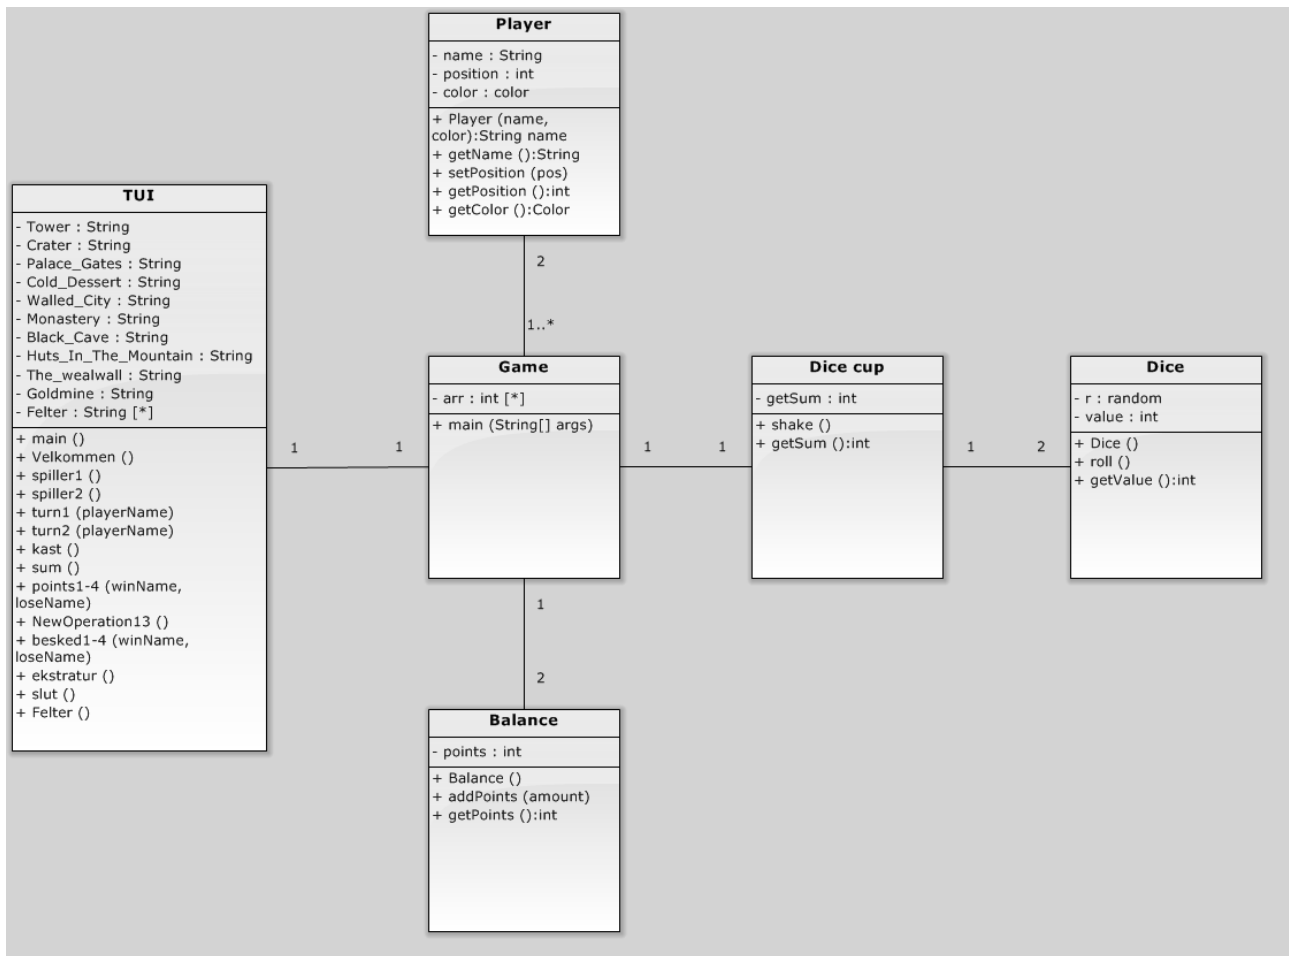 Player
- name : String
- position : int
- color : color
+ Player (name,
color):String name
+ getName ():String
+ setPosition (pos)
+ getPosition ():int
+ getColor ():Color
2
1..*
TUI
- Tower : String
- Crater : String
- Palace_Gates : String
- Cold_Dessert : String
- Walled_City : String
- Monastery : String
- Black_Cave : String
- Huts_In_The_Mountain : String
- The_wealwall : String
- Goldmine : String
- Felter : String [*]
+ main ()
+ Velkommen ()
+ spiller1 ()
+ spiller2 ()
+ turn1 (playerName)
+ turn2 (playerName)
+ kast ()
+ sum ()
+ points1-4 (winName,
loseName)
+ NewOperation13 ()
+ besked1-4 (winName,
loseName)
+ ekstratur ()
+ slut ()
+ Felter ()
1
1
Game
- arr : int [*]
+ main (String[] args)
1
1
Dice cup
- getSum : int
+ shake ()
+ getSum ():int
1
2
Dice
- r : random
- value : int
+ Dice ()
+ roll ()
+ getValue ():int
1
2
Balance
- points : int
+ Balance ()
+ addPoints (amount)
+ getPoints ():int